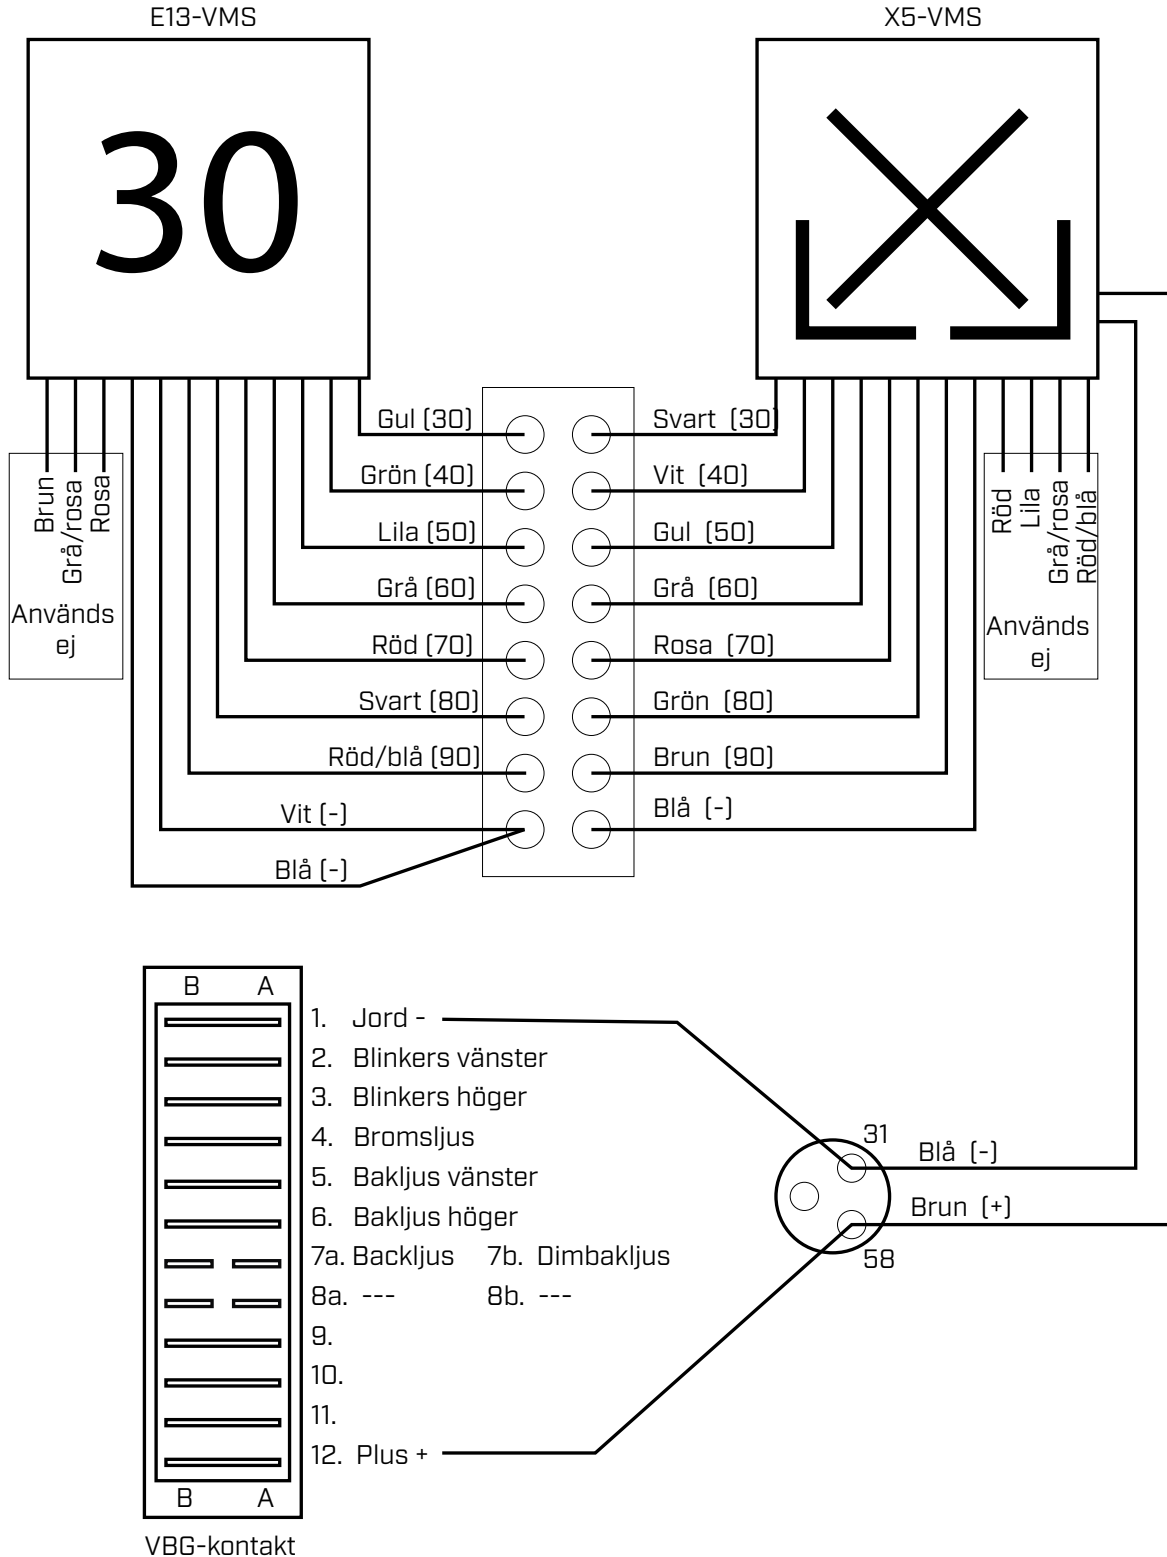 E13-VMS
X5-VMS
30
Gul (30)
Svart (30)
Grön (40)
Vit (40)
Lila (50)
Gul (50)
Grå (60)
Grå (60)
Röd (70)
Rosa (70)
Svart (80)
Grön (80)
Röd/blå (90)
Brun (90)
Vit (-)
Blå (-)
Blå (-)
Brun
Grå/rosa
Rosa
Används
ej
Röd
Lila
Grå/rosa
Röd/blå
Används
ej
B A
1. Jord -
2. Blinkers vänster
3. Blinkers höger
4. Bromsljus
5. Bakljus vänster
6. Bakljus höger
7a. Backljus 7b. Dimbakljus
8a. --- 8b. ---
9.
10.
11.
12. Plus +
B A
VBG-kontakt
31
Blå (-)
Brun (+)
58